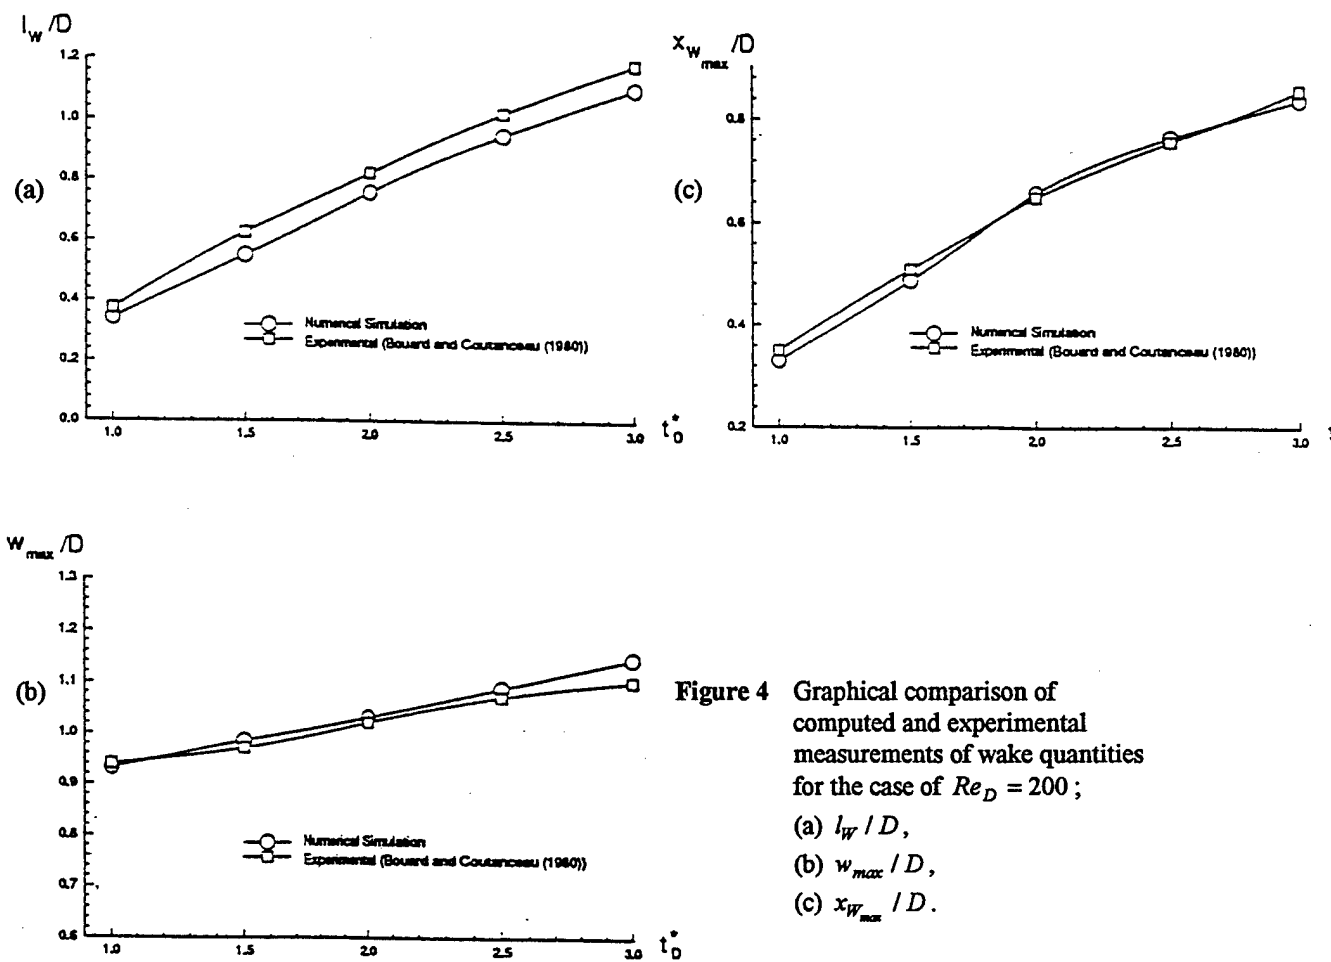 l_W /D
1.2
1.0
0.8
0.6
0.4
0.2
0.0
(a)
Numerical Simulation
Experimental (Bouard and Coutanceau (1980))
1.0 1.5 2.0 2.5 3.0 t*_D
x_W_max /D
0.8
0.6
0.4
0.2
(c)
Numerical Simulation
Experimental (Bouard and Coutanceau (1980))
1.0 1.5 2.0 2.5 3.0
w_max /D
1.3
1.2
1.1
1.0
0.9
0.8
0.7
0.6
(b)
Numerical Simulation
Experimental (Bouard and Coutanceau (1980))
1.0 1.5 2.0 2.5 3.0 t*_D
Figure 4 Graphical comparison of
computed and experimental
measurements of wake quantities
for the case of Re_D = 200 ;
(a) l_W / D ,
(b) w_max / D ,
(c) x_W_max / D .